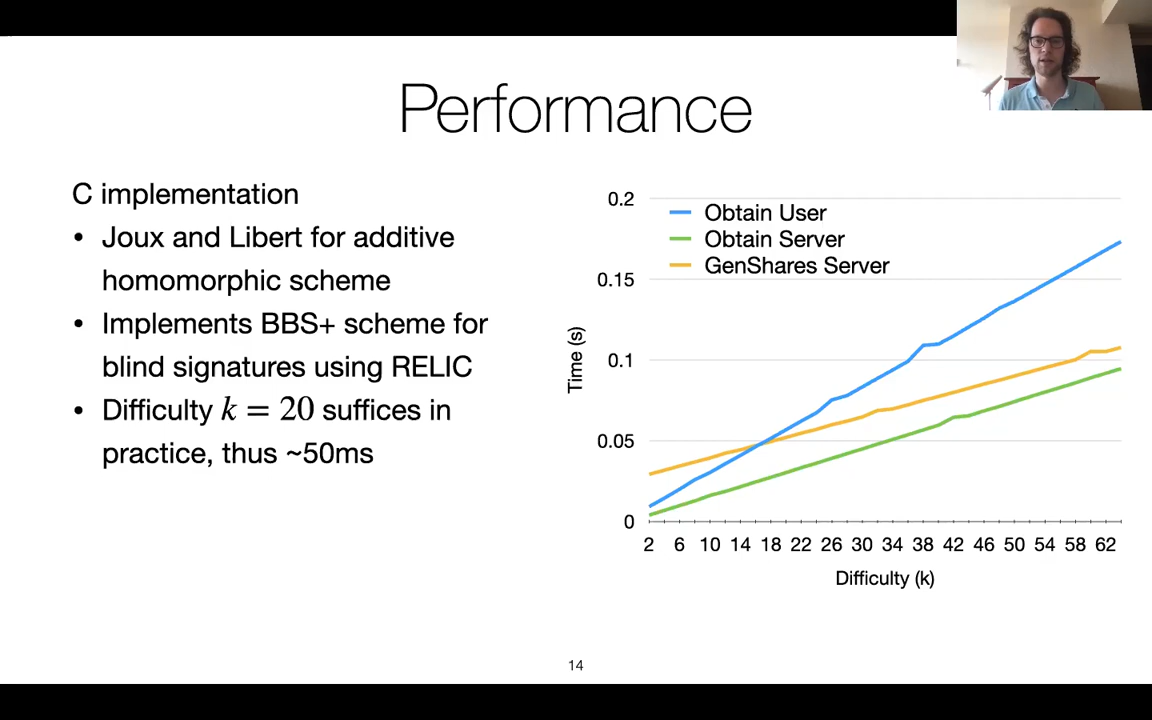 Performance
C implementation
• Joux and Libert for additive
homomorphic scheme
• Implements BBS+ scheme for
blind signatures using RELIC
• Difficulty k = 20 suffices in
practice, thus ~50ms
0.2
0.15
0.1
0.05
0
Time (s)
Obtain User
Obtain Server
GenShares Server
2 6 10 14 18 22 26 30 34 38 42 46 50 54 58 62
Difficulty (k)
14